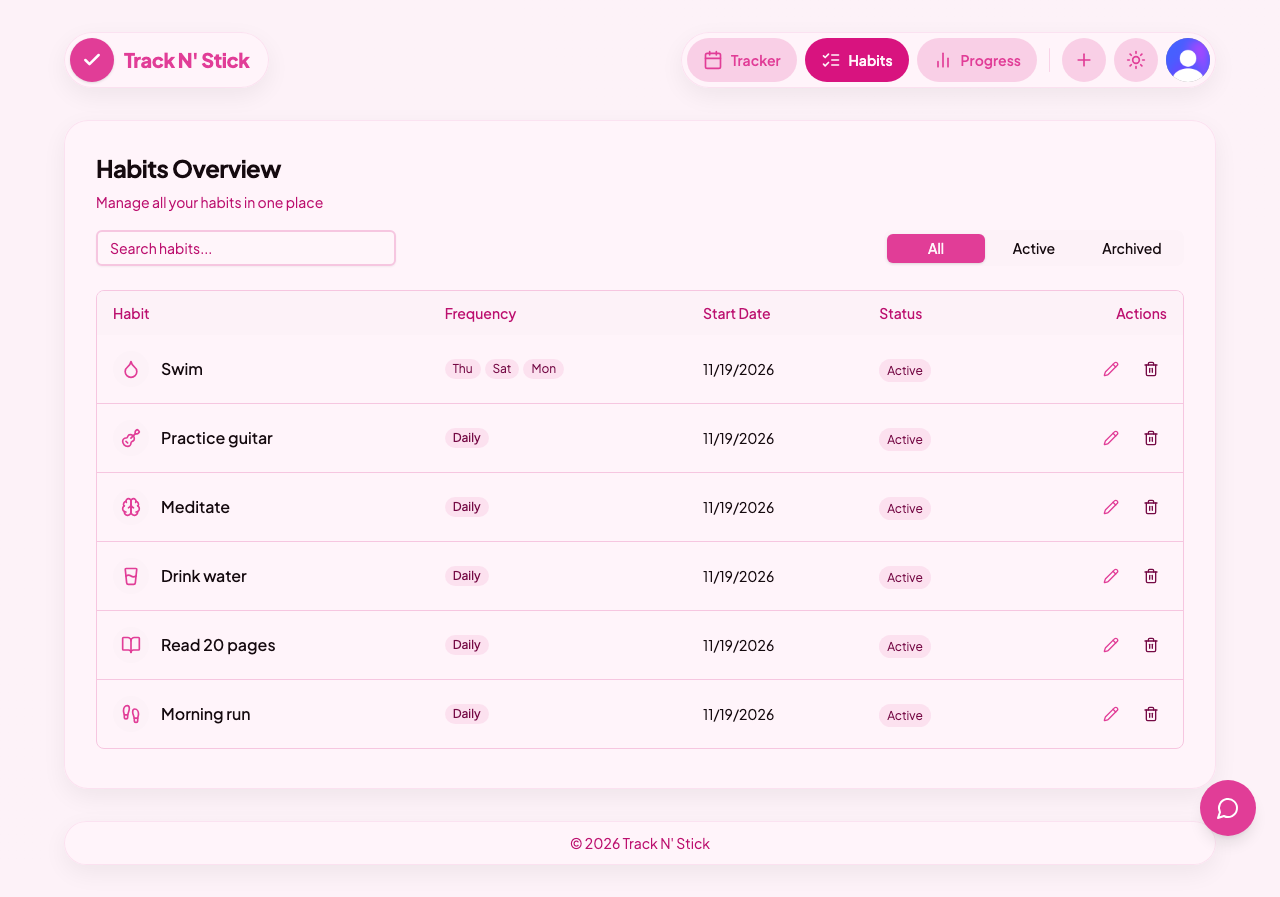 Track N' Stick
Tracker
Habits
Progress
Habits Overview
Manage all your habits in one place
Search habits...
All
Active
Archived
Habit Frequency Start Date Status Actions
Swim Thu Sat Mon 11/19/2026 Active
Practice guitar Daily 11/19/2026 Active
Meditate Daily 11/19/2026 Active
Drink water Daily 11/19/2026 Active
Read 20 pages Daily 11/19/2026 Active
Morning run Daily 11/19/2026 Active
© 2026 Track N' Stick